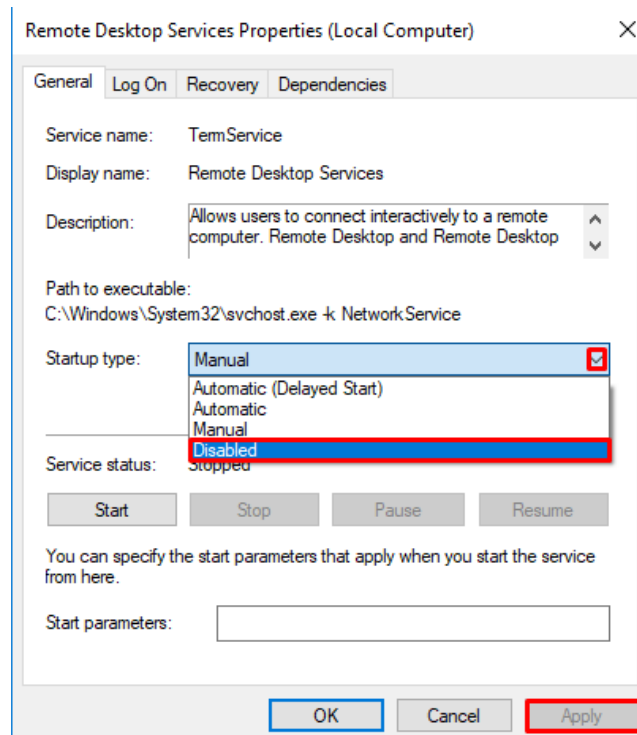 Remote Desktop Services Properties (Local Computer)
General Log On Recovery Dependencies
Service name: TermService
Display name: Remote Desktop Services
Description: Allows users to connect interactively to a remote
computer. Remote Desktop and Remote Desktop
Path to executable:
C:\Windows\System32\svchost.exe -k NetworkService
Startup type: Manual
Automatic (Delayed Start)
Automatic
Manual
Disabled
Service status: Stopped
Start Stop Pause Resume
You can specify the start parameters that apply when you start the service
from here.
Start parameters:
OK Cancel Apply